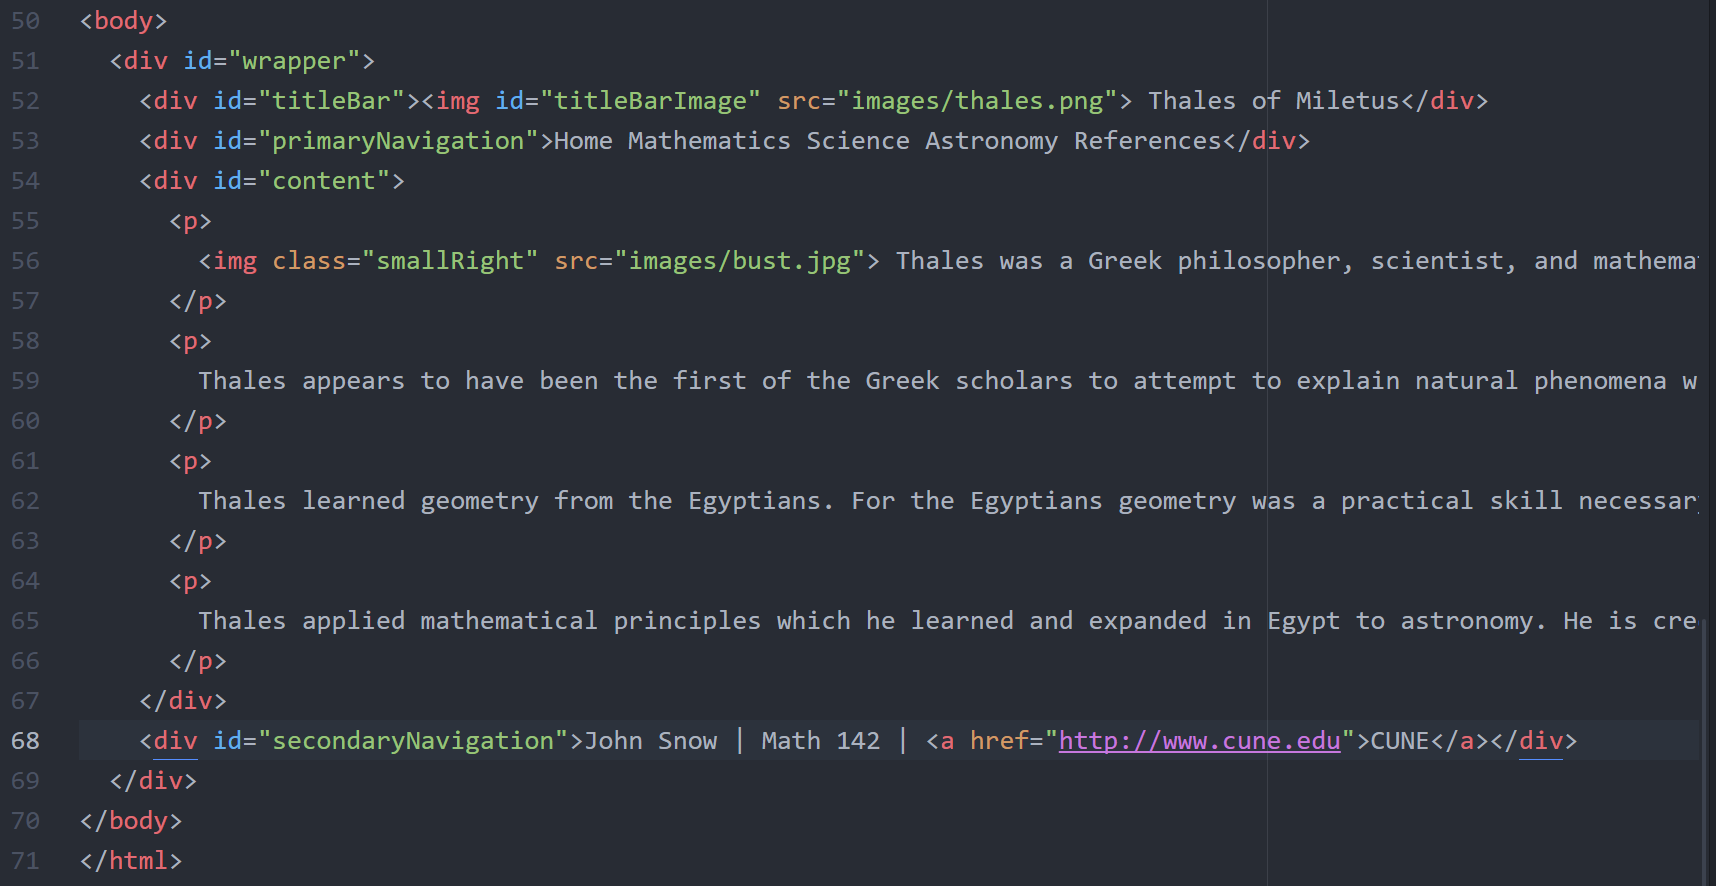 50 <body>
51 <div id="wrapper">
52 <div id="titleBar"><img id="titleBarImage" src="images/thales.png"> Thales of Miletus</div>
53 <div id="primaryNavigation">Home Mathematics Science Astronomy References</div>
54 <div id="content">
55 <p>
56 <img class="smallRight" src="images/bust.jpg"> Thales was a Greek philosopher, scientist, and
57 </p>
58 <p>
59 Thales appears to have been the first of the Greek scholars to attempt to explain natural phenomena w
60 </p>
61 <p>
62 Thales learned geometry from the Egyptians. For the Egyptians geometry was a practical skill
63 </p>
64 <p>
65 Thales applied mathematical principles which he learned and expanded in Egypt to astronomy. He is cre
66 </p>
67 </div>
68 <div id="secondaryNavigation">John Snow | Math 142 | <a href="http://www.cune.edu">CUNE</a></div>
69 </div>
70 </body>
71 </html>